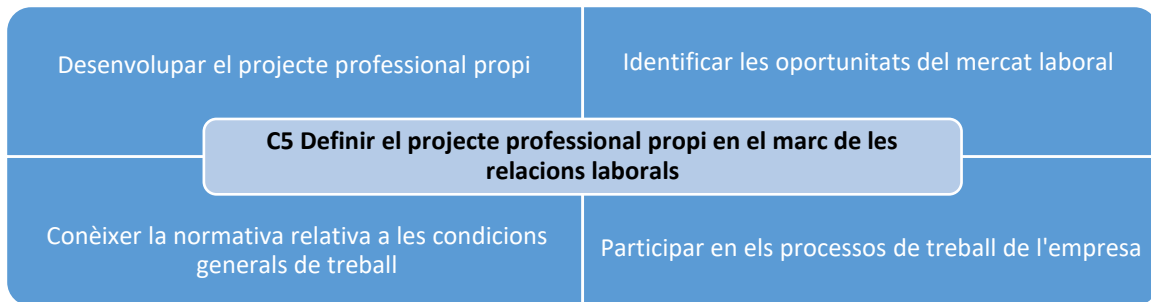 Desenvolupar el projecte professional propi
Identificar les oportunitats del mercat laboral
C5 Definir el projecte professional propi en el marc de les
relacions laborals
Conèixer la normativa relativa a les condicions
generals de treball
Participar en els processos de treball de l'empresa